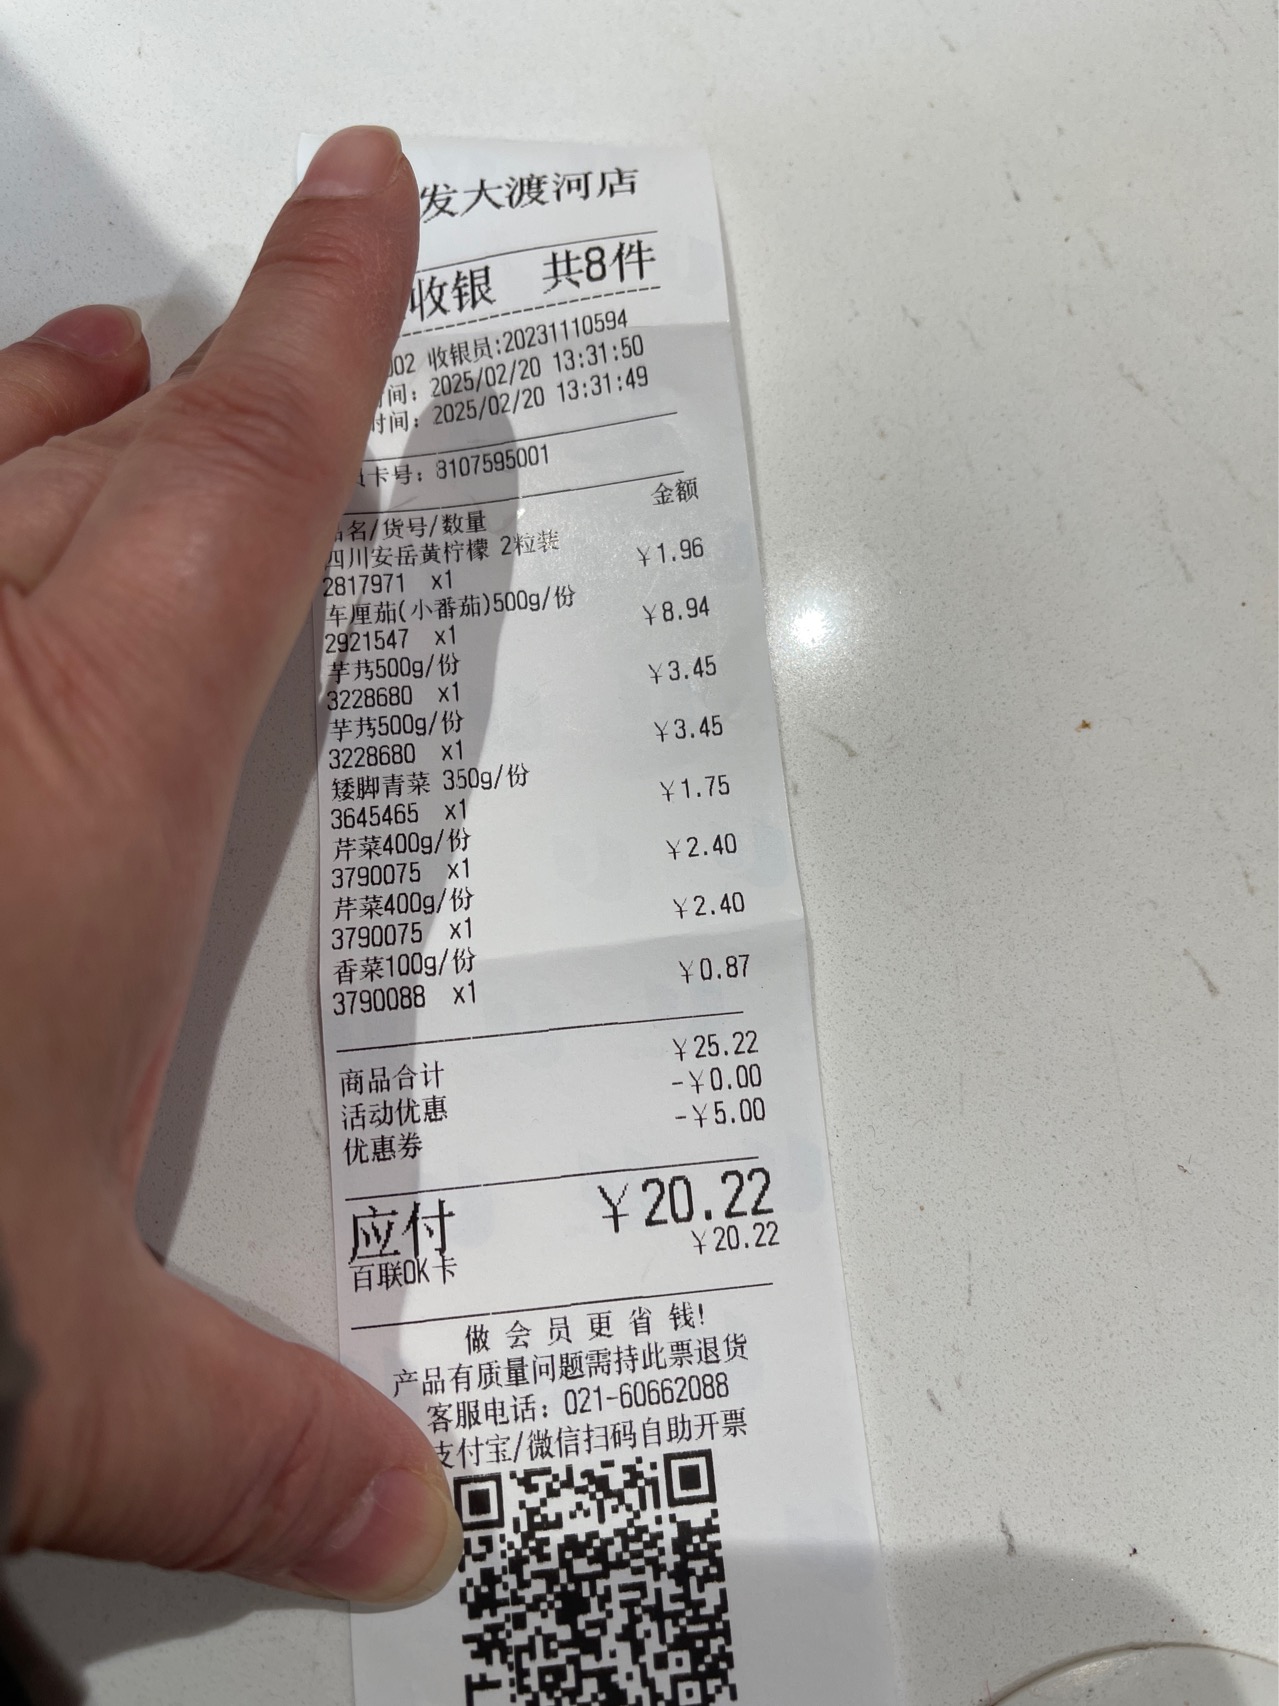 发大渡河店
收银 共8件
002 收银员:20231110594
间: 2025/02/20 13:31:50
时间: 2025/02/20 13:31:49
卡号: 8107595001
名/货号/数量 金额
四川安岳黄柠檬 2粒装 ￥1.96
2817971 x1
车厘茄(小番茄)500g/份 ￥8.94
2921547 x1
芋艿500g/份 ￥3.45
3228680 x1
芋艿500g/份 ￥3.45
3228680 x1
矮脚青菜 350g/份 ￥1.75
3645465 x1
芹菜400g/份 ￥2.40
3790075 x1
芹菜400g/份 ￥2.40
3790075 x1
香菜100g/份 ￥0.87
3790088 x1
商品合计 ￥25.22
活动优惠 -￥0.00
优惠券 -￥5.00
应付 ￥20.22
百联OK卡 ￥20.22
做会员更省钱!
产品有质量问题需持此票退货
客服电话: 021-60662088
支付宝/微信扫码自助开票